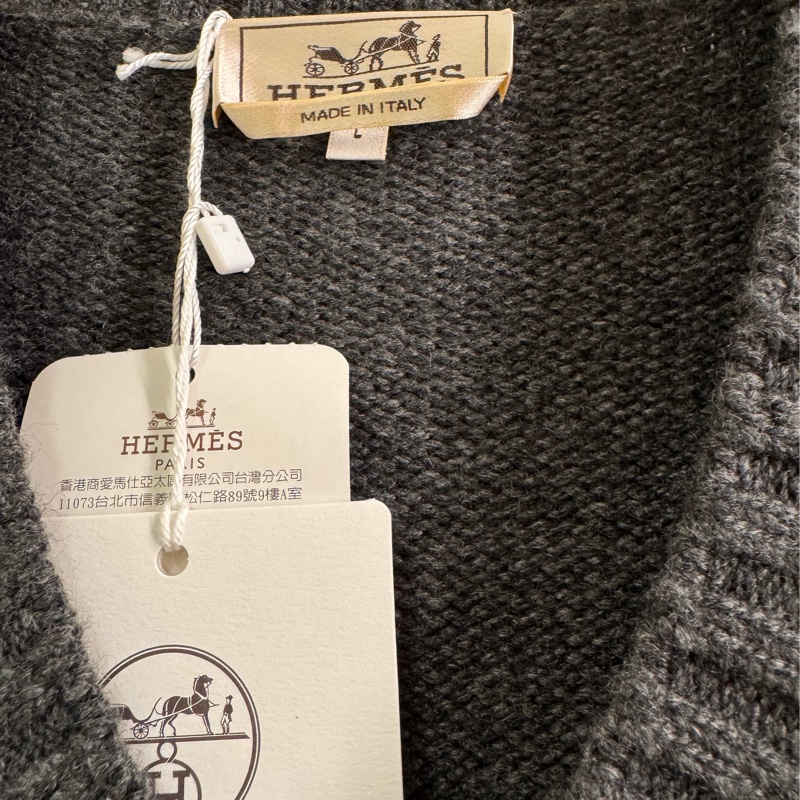 HERMÈS
MADE IN ITALY
L
HERMÈS
PARIS
香港商愛馬仕亞太區有限公司台灣分公司
11073台北市信義區松仁路89號9樓A室
H